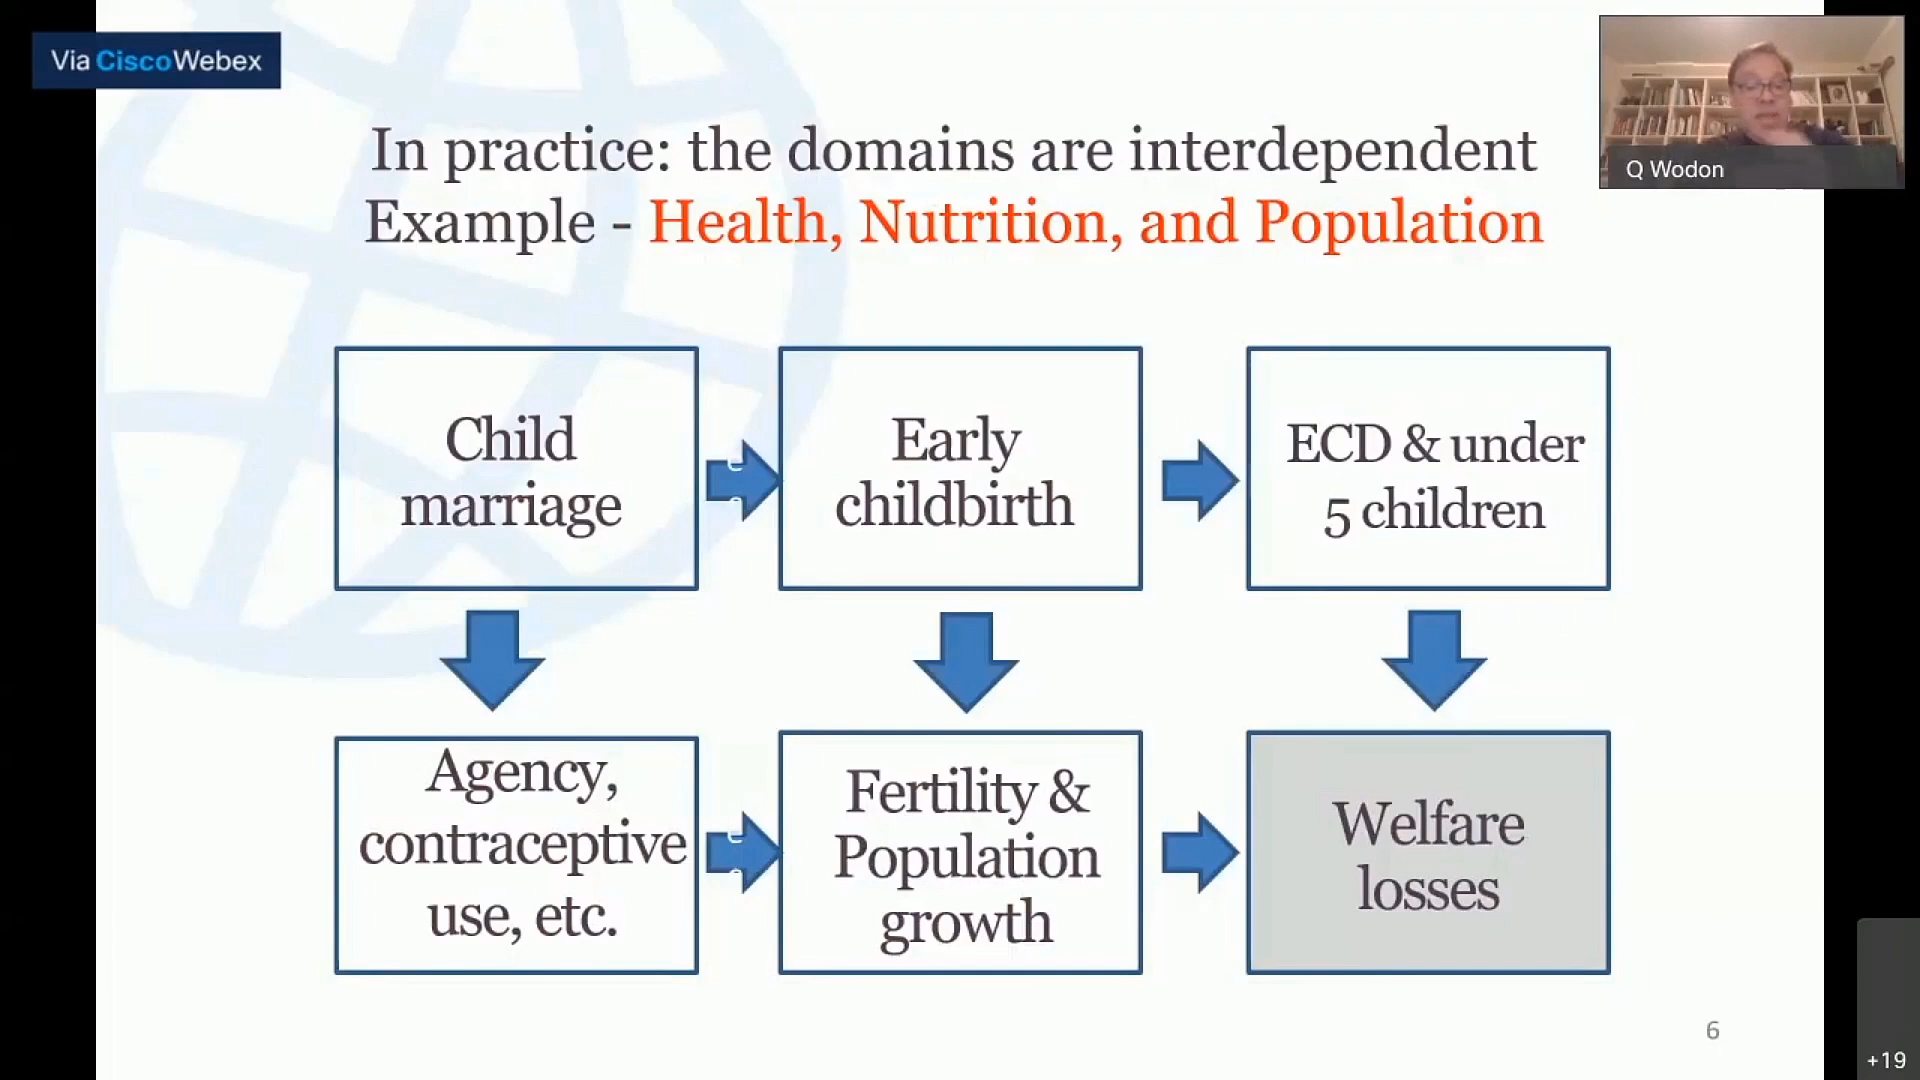 Via CiscoWebex
Q Wodon
In practice: the domains are interdependent
Example - Health, Nutrition, and Population
Child
marriage
Early
childbirth
ECD & under
5 children
Agency,
contraceptive
use, etc.
Fertility &
Population
growth
Welfare
losses
6
+19